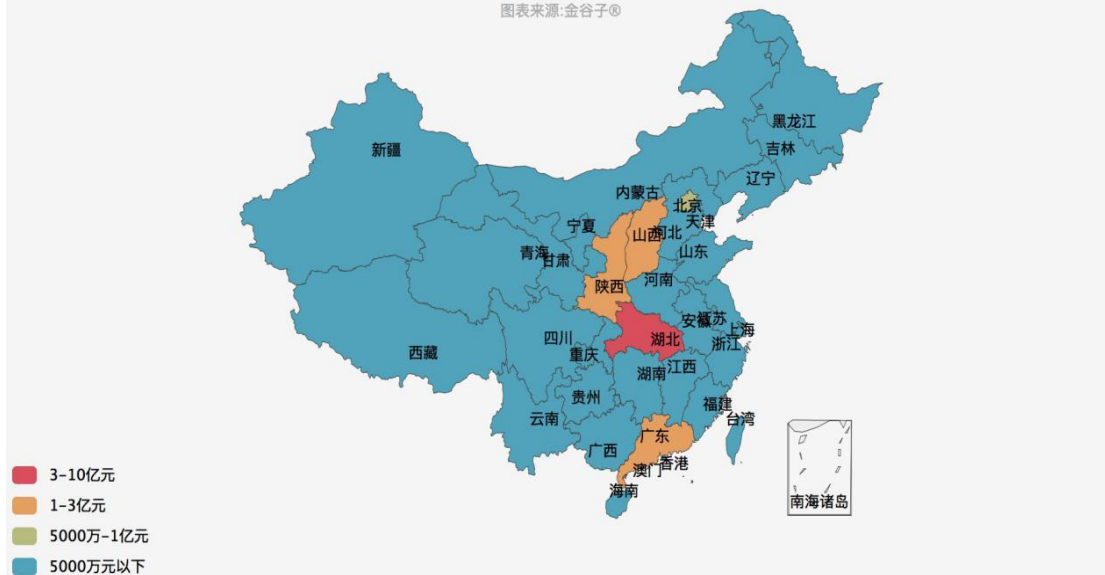 图表来源:金谷子®
黑龙江
吉林
新疆
辽宁
内蒙古
北京
天津
宁夏
山西
河北
青海
甘肃
山东
河南
陕西
安徽
江苏
上海
四川
湖北
浙江
西藏
重庆
湖南
江西
贵州
福建
云南
台湾
广东
广西
澳门
香港
海南
南海诸岛
3-10亿元
1-3亿元
5000万-1亿元
5000万元以下